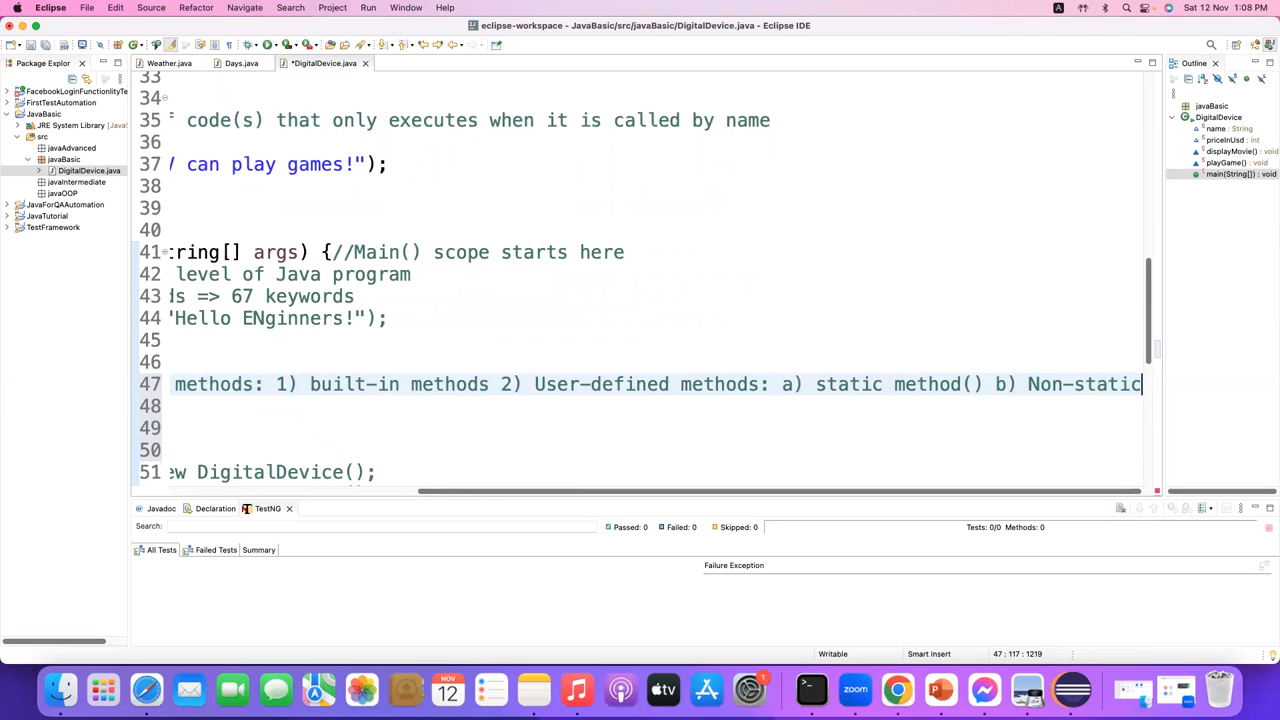 Eclipse File Edit Source Refactor Navigate Search Project Run Window Help A Sat 12 Nov 1:08 PM
eclipse-workspace - JavaBasic/src/javaBasic/DigitalDevice.java - Eclipse IDE
Package Explor
Weather.java Days.java *DigitalDevice.java
Outline
FacebookLoginFunctionlityTe
FirstTestAutomation
JavaBasic
JRE System Library [JavaS
src
javaAdvanced
javaBasic
DigitalDevice.java
javaIntermediate
javaOOP
JavaForQAAutomation
JavaTutorial
TestFramework
33
34
35 f code(s) that only executes when it is called by name
36
37 V can play games!");
38
39
40
41 tring[] args) {//Main() scope starts here
42 level of Java program
43 ds => 67 keywords
44 "Hello ENginners!");
45
46
47 methods: 1) built-in methods 2) User-defined methods: a) static method() b) Non-static
48
49
50
51 ew DigitalDevice();
javaBasic
DigitalDevice
name : String
priceInUsd : int
displayMovie() : void
playGame() : void
main(String[]) : void
Javadoc Declaration TestNG
Search: Passed: 0 Failed: 0 Skipped: 0 Tests: 0/0 Methods: 0
All Tests Failed Tests Summary
Failure Exception
Writable Smart Insert 47 : 117 : 1219
NOV
12
tv
1
zoom